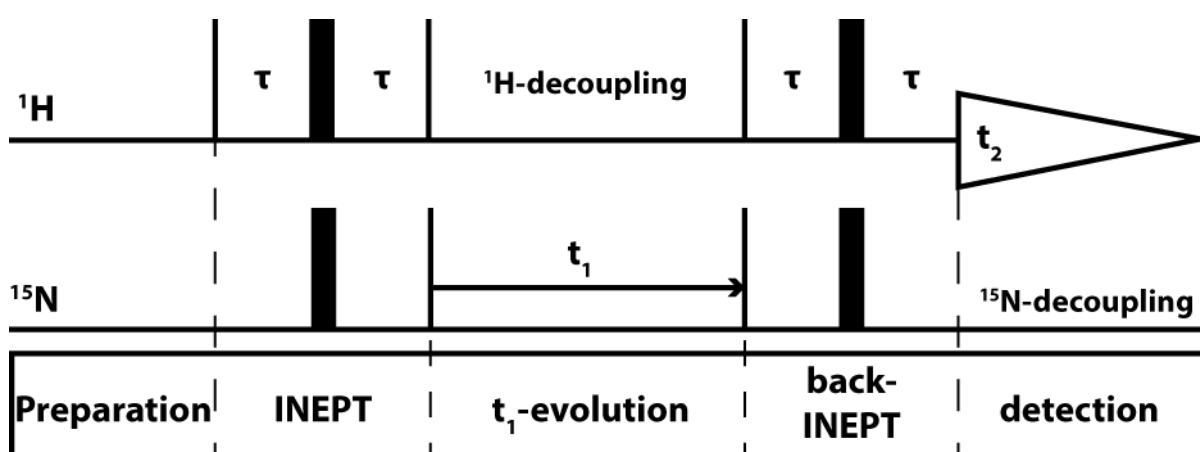 τ τ ¹H-decoupling τ τ
¹H
t₂
t₁
¹⁵N ¹⁵N-decoupling
Preparation INEPT t₁-evolution back-INEPT detection